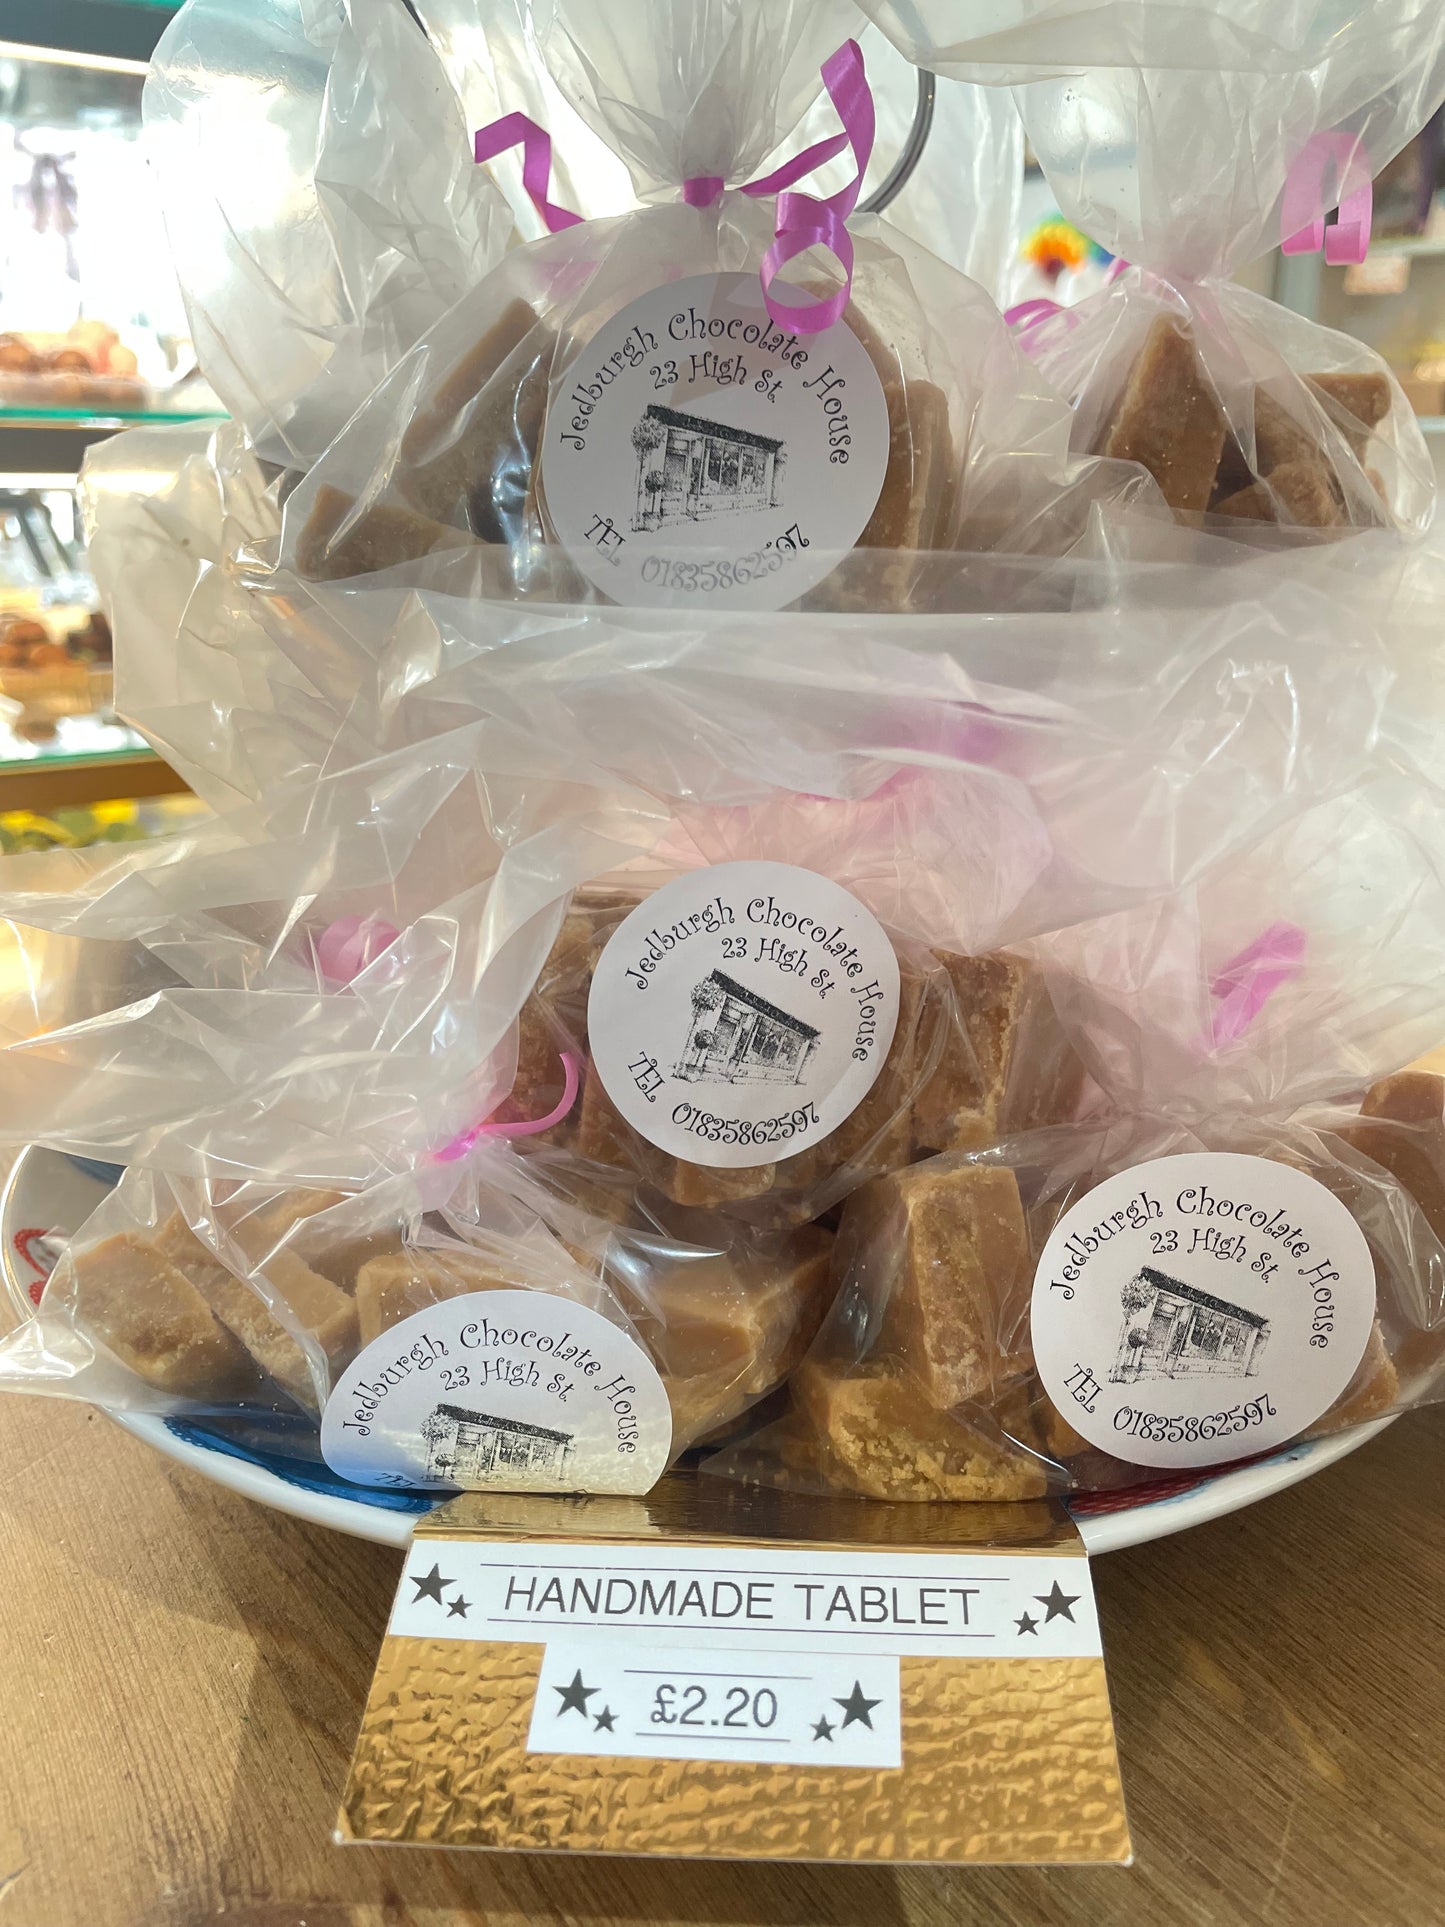 Jedburgh Chocolate House
23 High St.
TEL 01835862597
Jedburgh Chocolate House
23 High St.
TEL 01835862597
Jedburgh Chocolate House
23 High St.
TEL 01835862597
Jedburgh Chocolate House
23 High St.
TEL
HANDMADE TABLET
£2.20